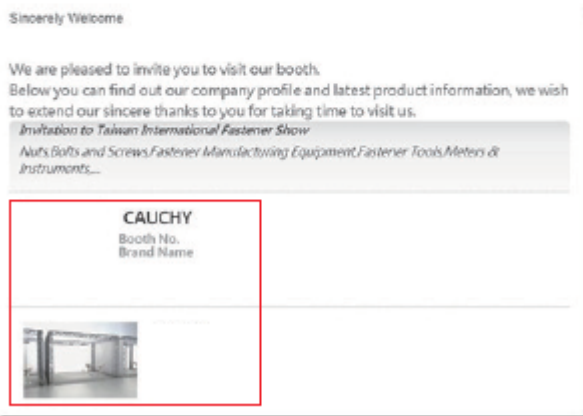 Sincerely Welcome
We are pleased to invite you to visit our booth.
Below you can find out our company profile and latest product information, we wish
to extend our sincere thanks to you for taking time to visit us.
Invitation to Taiwan International Fastener Show
Nuts,Bolts and Screws,Fastener Manufacturing Equipment,Fastener Tools,Meters &
Instruments,...
CAUCHY
Booth No.
Brand Name